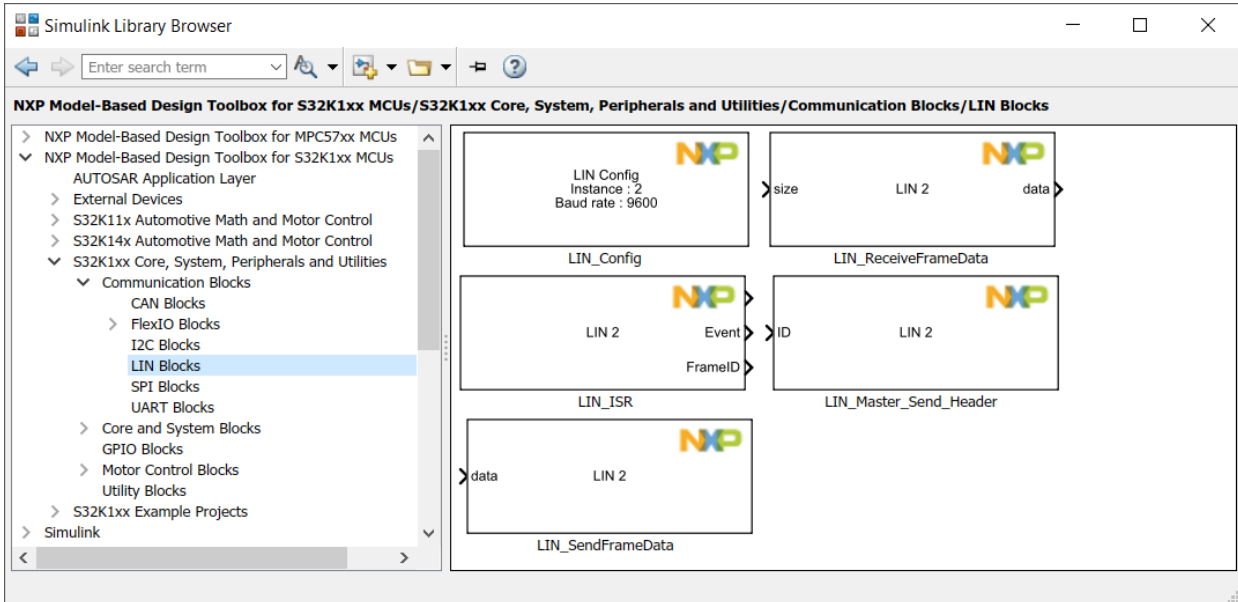 Simulink Library Browser
Enter search term
NXP Model-Based Design Toolbox for S32K1xx MCUs/S32K1xx Core, System, Peripherals and Utilities/Communication Blocks/LIN Blocks
NXP Model-Based Design Toolbox for MPC57xx MCUs
NXP Model-Based Design Toolbox for S32K1xx MCUs
AUTOSAR Application Layer
External Devices
S32K11x Automotive Math and Motor Control
S32K14x Automotive Math and Motor Control
S32K1xx Core, System, Peripherals and Utilities
Communication Blocks
CAN Blocks
FlexIO Blocks
I2C Blocks
LIN Blocks
SPI Blocks
UART Blocks
Core and System Blocks
GPIO Blocks
Motor Control Blocks
Utility Blocks
S32K1xx Example Projects
Simulink
NXP
LIN Config
Instance : 2
Baud rate : 9600
LIN_Config
NXP
size LIN 2 data
LIN_ReceiveFrameData
NXP
LIN 2 Event
FrameID
LIN_ISR
NXP
ID LIN 2
LIN_Master_Send_Header
NXP
data LIN 2
LIN_SendFrameData